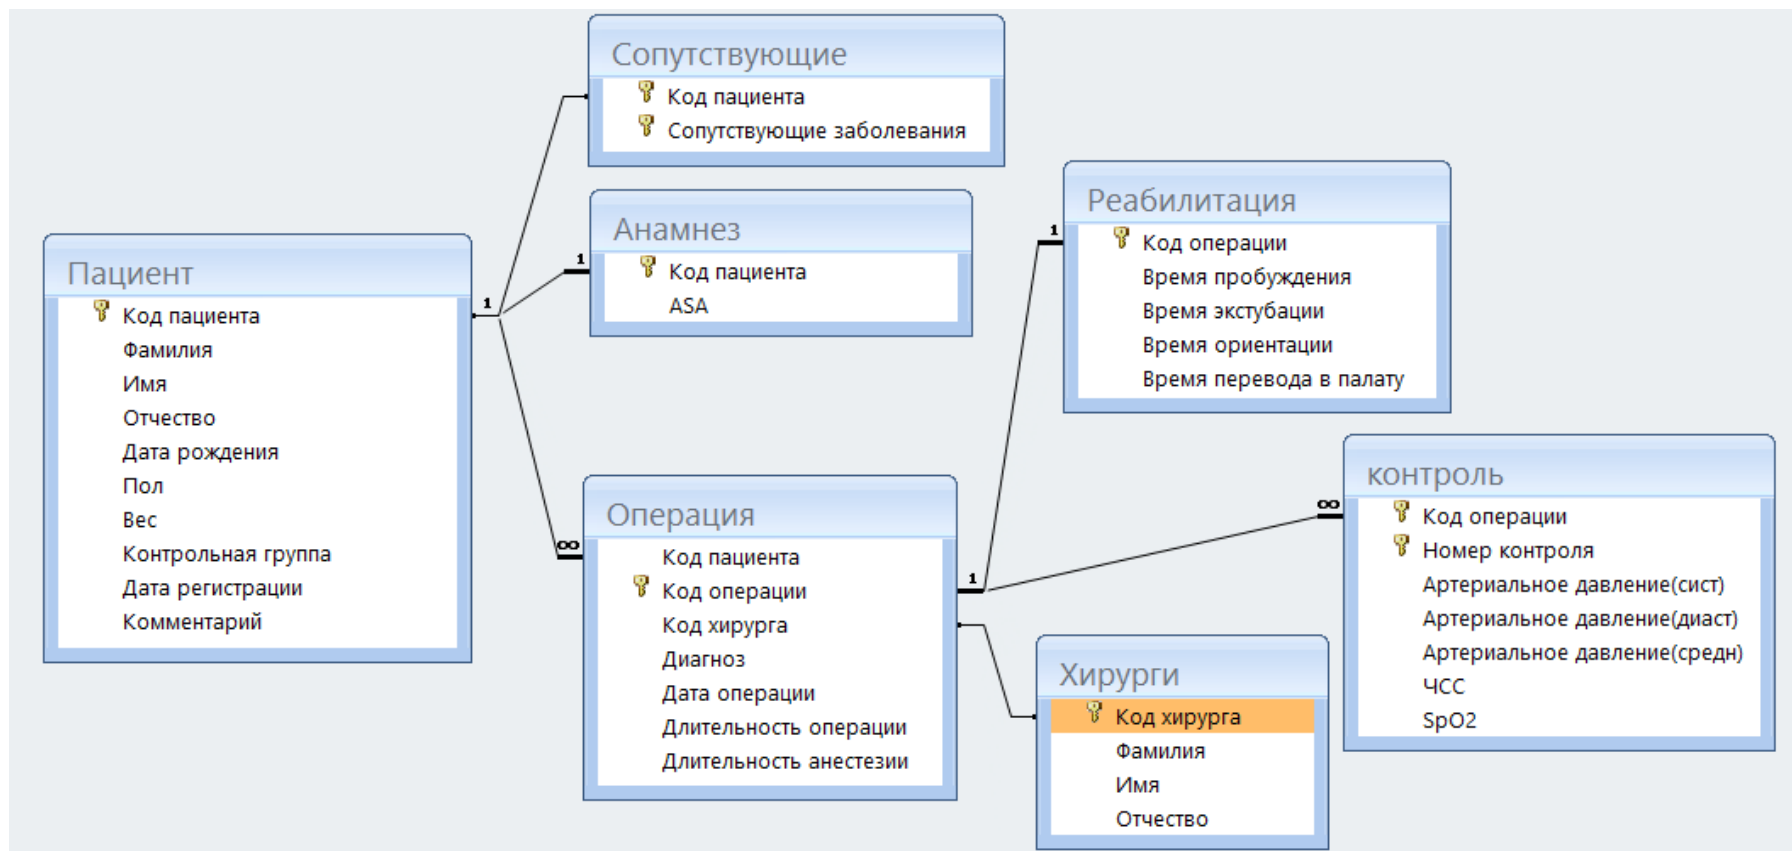 Сопутствующие
Код пациента
Сопутствующие заболевания
Анамнез
1
Код пациента
ASA
Пациент
1
Код пациента
Фамилия
Имя
Отчество
Дата рождения
Пол
Вес
Контрольная группа
Дата регистрации
Комментарий
Реабилитация
1
Код операции
Время пробуждения
Время экстубации
Время ориентации
Время перевода в палату
Операция
∞
Код пациента
1
Код операции
Код хирурга
Диагноз
Дата операции
Длительность операции
Длительность анестезии
контроль
∞
Код операции
Номер контроля
Артериальное давление(сист)
Артериальное давление(диаст)
Артериальное давление(средн)
ЧСС
SpO2
Хирурги
Код хирурга
Фамилия
Имя
Отчество